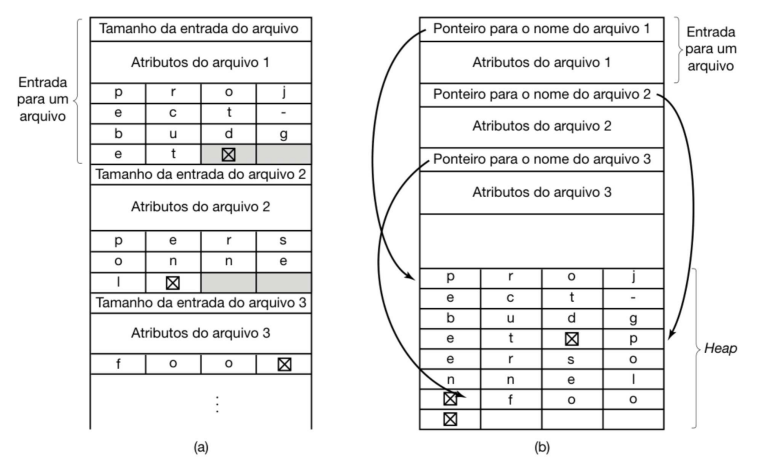 Tamanho da entrada do arquivo
Atributos do arquivo 1
Entrada
para um
arquivo
p r o j
e c t -
b u d g
e t
Tamanho da entrada do arquivo 2
Atributos do arquivo 2
p e r s
o n n e
l
Tamanho da entrada do arquivo 3
Atributos do arquivo 3
f o o
(a)
Ponteiro para o nome do arquivo 1
Atributos do arquivo 1
Entrada
para um
arquivo
Ponteiro para o nome do arquivo 2
Atributos do arquivo 2
Ponteiro para o nome do arquivo 3
Atributos do arquivo 3
p r o j
e c t -
b u d g
e t p
e r s o
n n e l
f o o
Heap
(b)